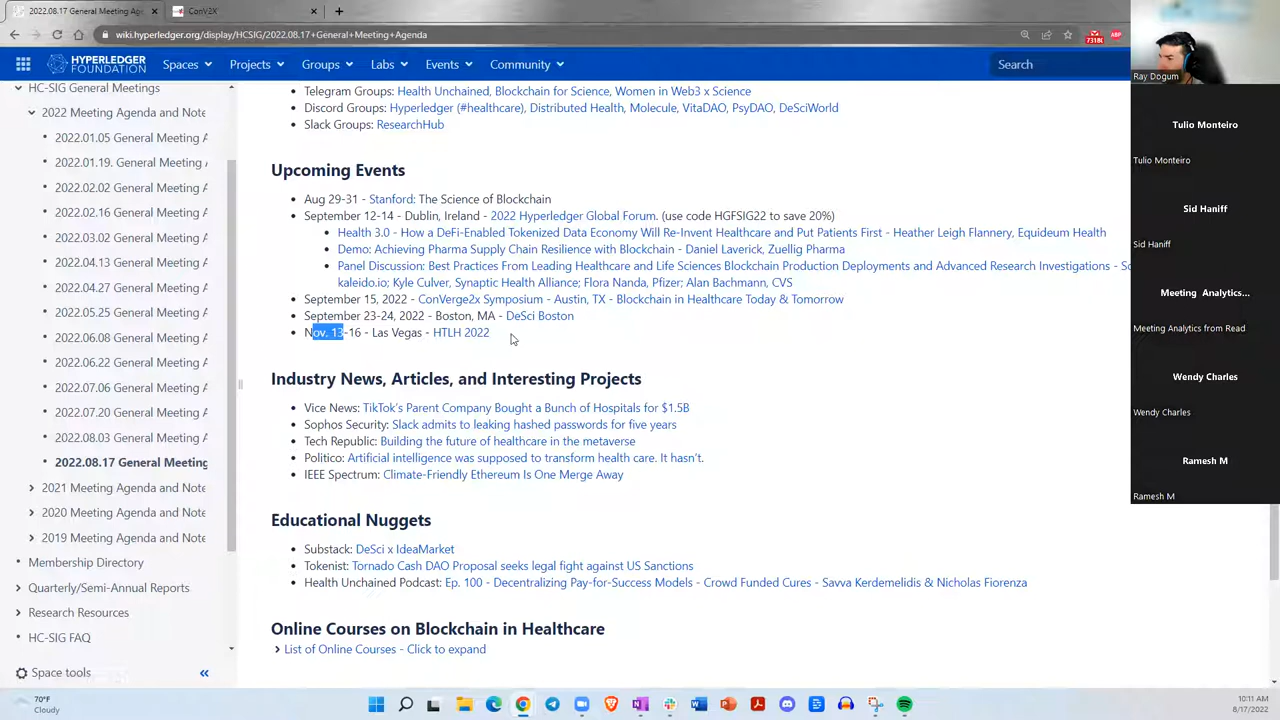 2022.08.17 General Meeting Ag
ConV2X
wiki.hyperledger.org/display/HCSIG/2022.08.17+General+Meeting+Agenda
7318
ABP
HYPERLEDGER
FOUNDATION
Spaces
Projects
Groups
Labs
Events
Community
Search
HC-SIG General Meetings
2022 Meeting Agenda and Note
2022.01.05 General Meeting A
2022.01.19. General Meeting A
2022.02.02 General Meeting A
2022.02.16 General Meeting A
2022.03.02 General Meeting A
2022.04.13 General Meeting A
2022.05.25 General Meeting A
2022.06.08 General Meeting A
2022.06.22 General Meeting A
2022.07.06 General Meeting A
2022.07.20 General Meeting A
2022.08.03 General Meeting A
2022.08.17 General Meeting
2021 Meeting Agenda and Note
2020 Meeting Agenda and Note
2019 Meeting Agenda and Note
Membership Directory
Quarterly/Semi-Annual Reports
Research Resources
HC-SIG FAQ
Space tools
Telegram Groups: Health Unchained, Blockchain for Science, Women in Web3 x Science
Discord Groups: Hyperledger (#healthcare), Distributed Health, Molecule, VitaDAO, PsyDAO, DeSciWorld
Slack Groups: ResearchHub
Upcoming Events
Aug 29-31 - Stanford: The Science of Blockchain
September 12-14 - Dublin, Ireland - 2022 Hyperledger Global Forum. (use code HGFSIG22 to save 20%)
Health 3.0 - How a DeFi-Enabled Tokenized Data Economy Will Re-Invent Healthcare and Put Patients First - Heather Leigh Flannery, Equideum Health
Demo: Achieving Pharma Supply Chain Resilience with Blockchain - Daniel Laverick, Zuellig Pharma
Panel Discussion: Best Practices From Leading Healthcare and Life Sciences Blockchain Production Deployments and Advanced Research Investigations - So
kaleido.io; Kyle Culver, Synaptic Health Alliance; Flora Nanda, Pfizer; Alan Bachmann, CVS
September 15, 2022 - ConVerge2x Symposium - Austin, TX - Blockchain in Healthcare Today & Tomorrow
September 23-24, 2022 - Boston, MA - DeSci Boston
Nov. 13-16 - Las Vegas - HTLH 2022
Industry News, Articles, and Interesting Projects
Vice News: TikTok's Parent Company Bought a Bunch of Hospitals for $1.5B
Sophos Security: Slack admits to leaking hashed passwords for five years
Tech Republic: Building the future of healthcare in the metaverse
Politico: Artificial intelligence was supposed to transform health care. It hasn't.
IEEE Spectrum: Climate-Friendly Ethereum Is One Merge Away
Educational Nuggets
Substack: DeSci x IdeaMarket
Tokenist: Tornado Cash DAO Proposal seeks legal fight against US Sanctions
Health Unchained Podcast: Ep. 100 - Decentralizing Pay-for-Success Models - Crowd Funded Cures - Savva Kerdemelidis & Nicholas Fiorenza
Online Courses on Blockchain in Healthcare
List of Online Courses - Click to expand
Ray Dogum
Tulio Monteiro
Tulio Monteiro
Sid Haniff
Sid Haniff
Meeting Analytics...
Meeting Analytics from Read
Wendy Charles
Wendy Charles
Ramesh M
Ramesh M
70°F
Cloudy
10:11 AM
8/17/2022